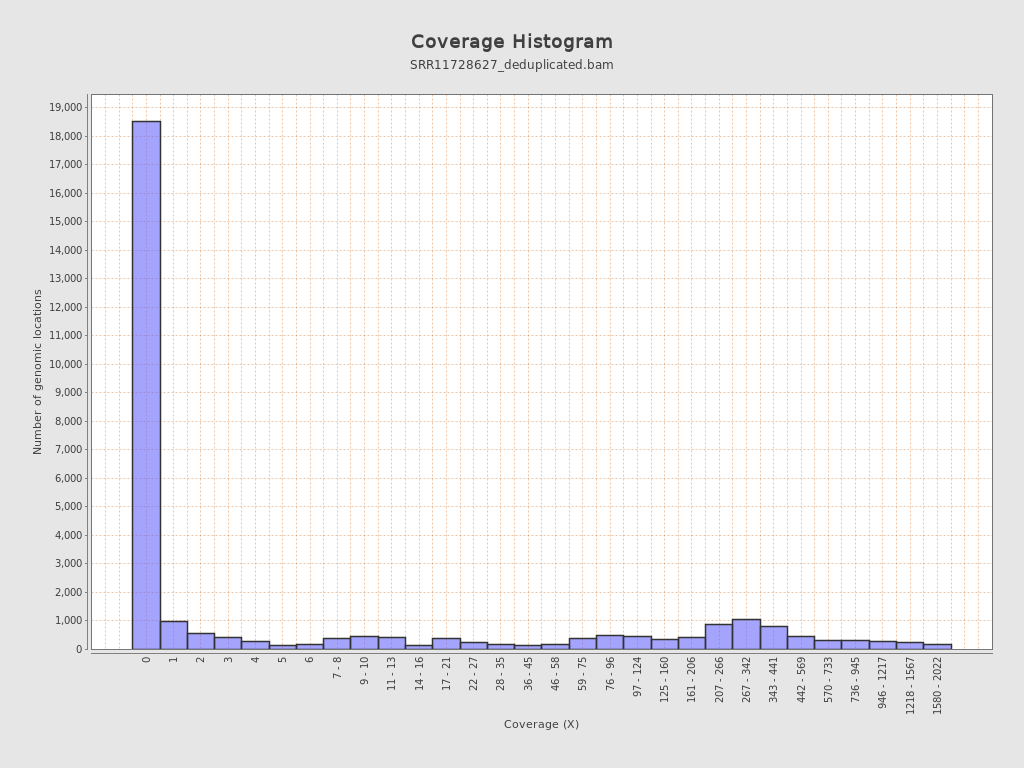 Coverage Histogram
SRR11728627_deduplicated.bam
Number of genomic locations
19,000
18,000
17,000
16,000
15,000
14,000
13,000
12,000
11,000
10,000
9,000
8,000
7,000
6,000
5,000
4,000
3,000
2,000
1,000
0
0
1
2
3
4
5
6
7 - 8
9 - 10
11 - 13
14 - 16
17 - 21
22 - 27
28 - 35
36 - 45
46 - 58
59 - 75
76 - 96
97 - 124
125 - 160
161 - 206
207 - 266
267 - 342
343 - 441
442 - 569
570 - 733
736 - 945
946 - 1217
1218 - 1567
1580 - 2022
Coverage (X)